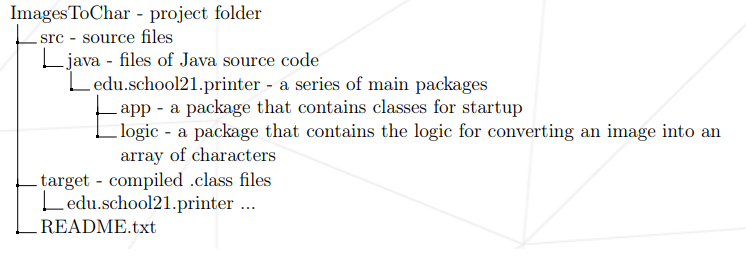 ImagesToChar - project folder
src - source files
java - files of Java source code
edu.school21.printer - a series of main packages
app - a package that contains classes for startup
logic - a package that contains the logic for converting an image into an
array of characters
target - compiled .class files
edu.school21.printer ...
README.txt